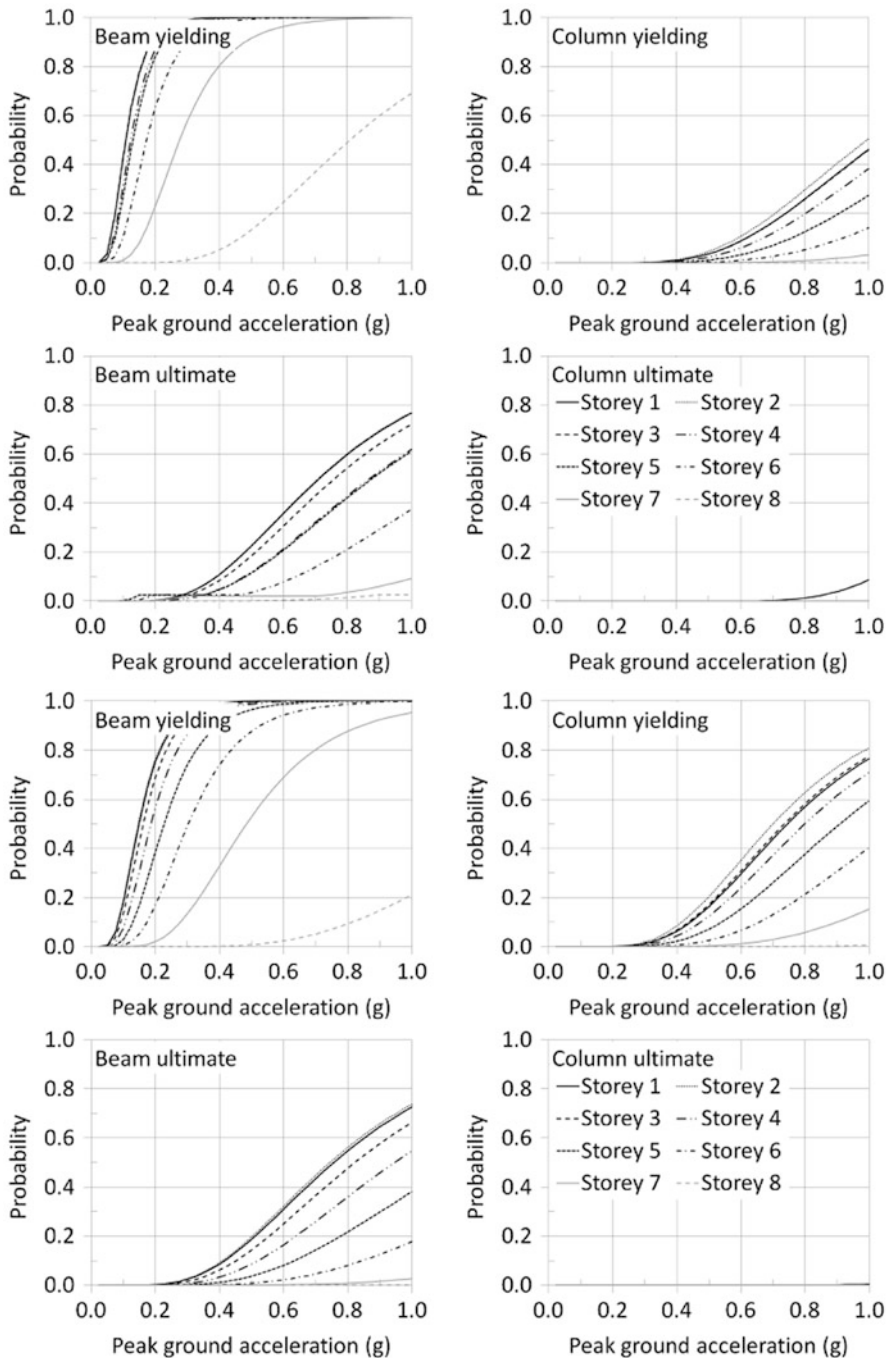 Beam yielding
Probability
1.0
0.8
0.6
0.4
0.2
0.0
0.0 0.2 0.4 0.6 0.8 1.0
Peak ground acceleration (g)
Column yielding
Probability
1.0
0.8
0.6
0.4
0.2
0.0
0.0 0.2 0.4 0.6 0.8 1.0
Peak ground acceleration (g)
Beam ultimate
Probability
1.0
0.8
0.6
0.4
0.2
0.0
0.0 0.2 0.4 0.6 0.8 1.0
Peak ground acceleration (g)
Column ultimate
Storey 1 Storey 2
Storey 3 Storey 4
Storey 5 Storey 6
Storey 7 Storey 8
Probability
1.0
0.8
0.6
0.4
0.2
0.0
0.0 0.2 0.4 0.6 0.8 1.0
Peak ground acceleration (g)
Beam yielding
Probability
1.0
0.8
0.6
0.4
0.2
0.0
0.0 0.2 0.4 0.6 0.8 1.0
Peak ground acceleration (g)
Column yielding
Probability
1.0
0.8
0.6
0.4
0.2
0.0
0.0 0.2 0.4 0.6 0.8 1.0
Peak ground acceleration (g)
Beam ultimate
Probability
1.0
0.8
0.6
0.4
0.2
0.0
0.0 0.2 0.4 0.6 0.8 1.0
Peak ground acceleration (g)
Column ultimate
Storey 1 Storey 2
Storey 3 Storey 4
Storey 5 Storey 6
Storey 7 Storey 8
Probability
1.0
0.8
0.6
0.4
0.2
0.0
0.0 0.2 0.4 0.6 0.8 1.0
Peak ground acceleration (g)